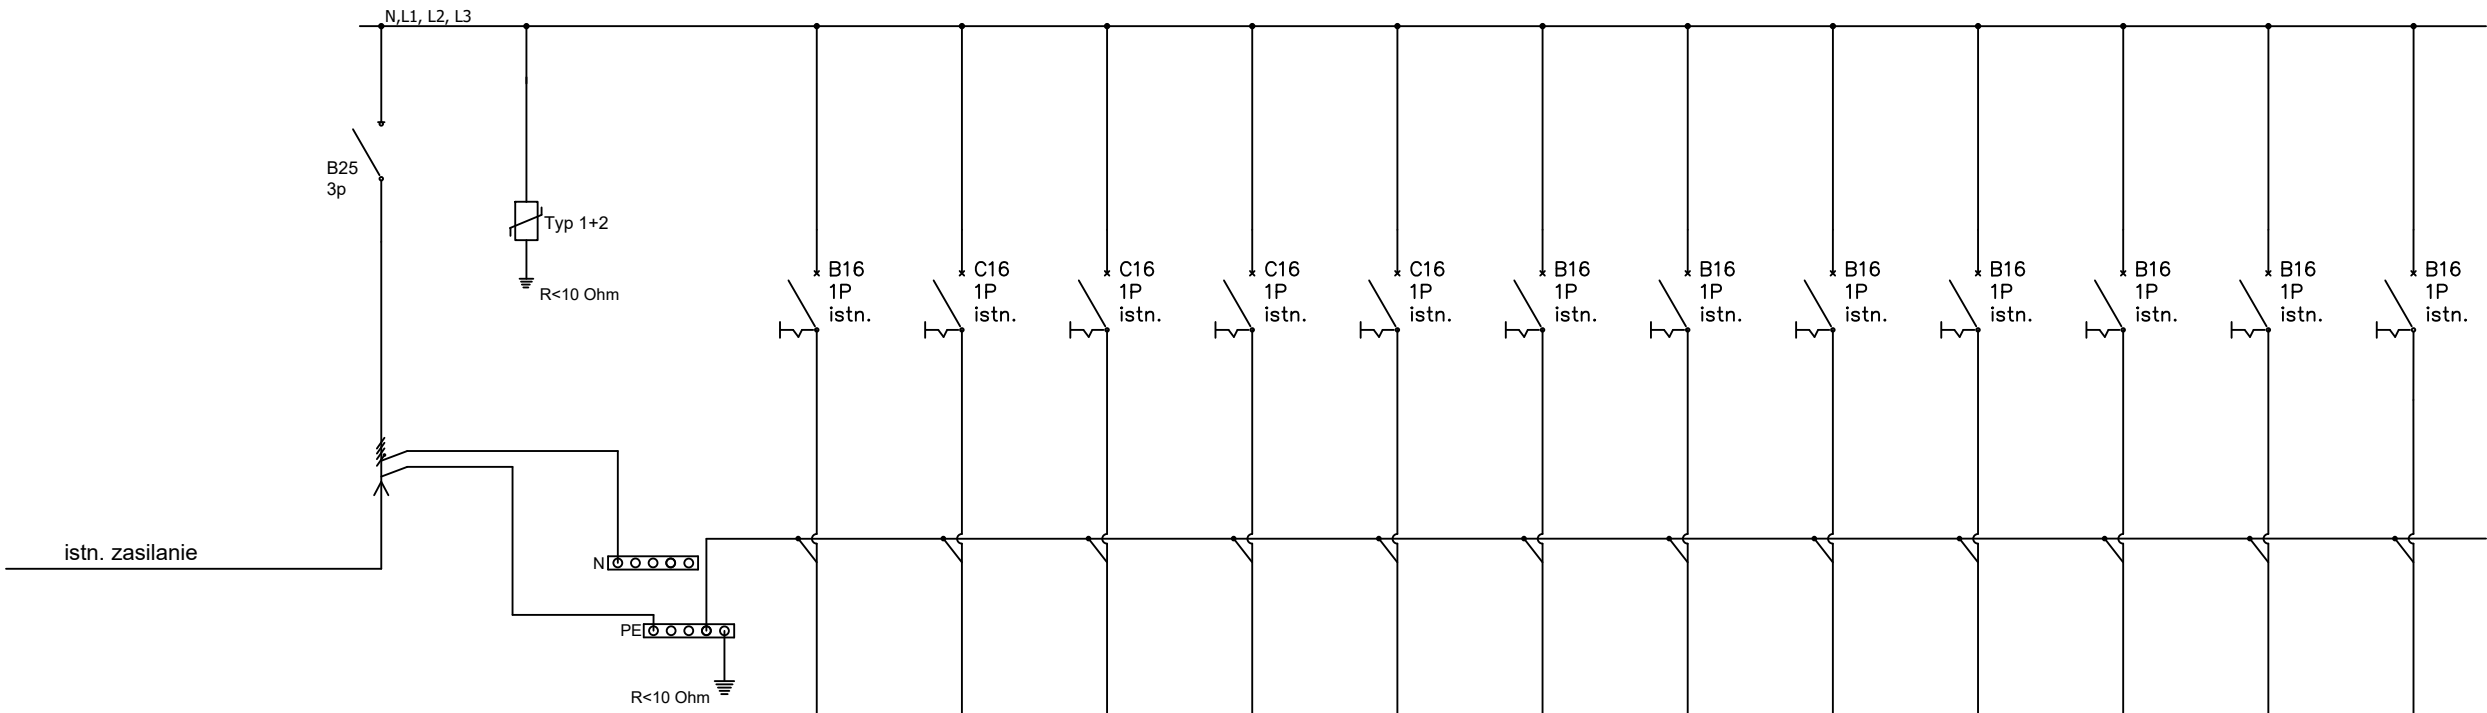 N,L1, L2, L3
B25
3p
Typ 1+2
R<10 Ohm
B16
1P
istn.
C16
1P
istn.
C16
1P
istn.
C16
1P
istn.
C16
1P
istn.
B16
1P
istn.
B16
1P
istn.
B16
1P
istn.
B16
1P
istn.
B16
1P
istn.
B16
1P
istn.
B16
1P
istn.
istn. zasilanie
N
PE
R<10 Ohm